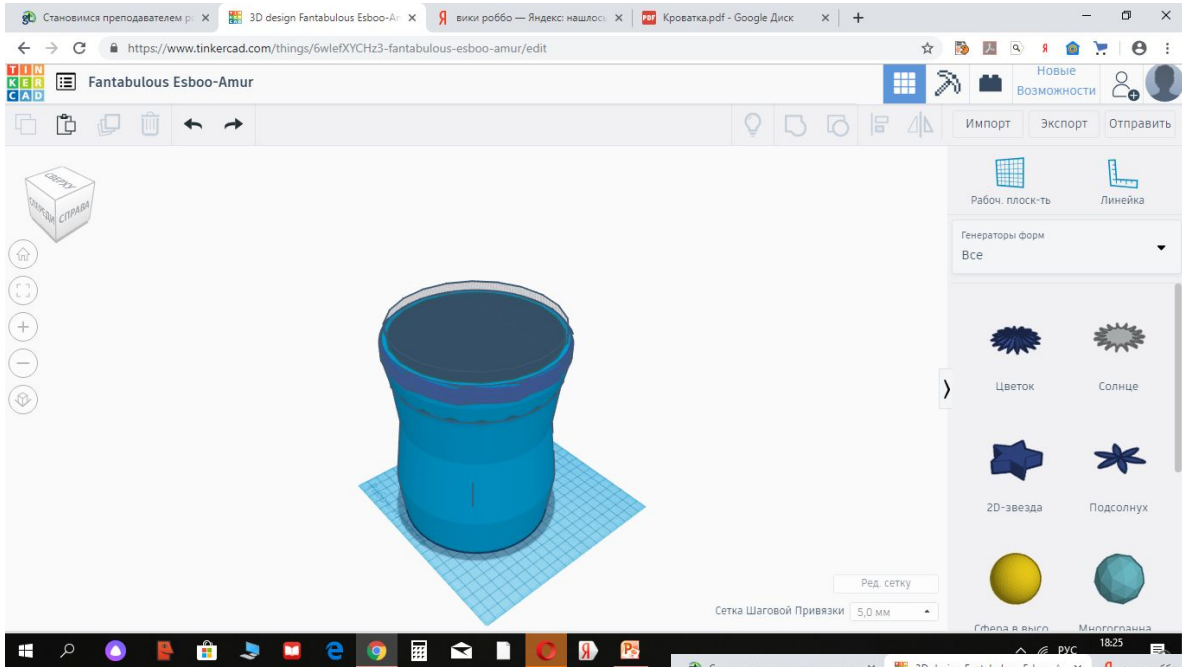 Становимся преподавателем р
3D design Fantabulous Esboo-An
вики роббо — Яндекс: нашлось
PDF Кроватка.pdf - Google Диск
https://www.tinkercad.com/things/6wlefXYCHz3-fantabulous-esboo-amur/edit
TIN
KER
CAD
Fantabulous Esboo-Amur
Новые
Возможности
Импорт Экспорт Отправить
СВЕРХУ
СПЕРЕДИ СПРАВА
Рабоч. плоск-ть Линейка
Генераторы форм
Все
Цветок Солнце
2D-звезда Подсолнух
Сфера в высо Многогранна
Ред. сетку
Сетка Шаговой Привязки 5,0 мм
РУС 18:25